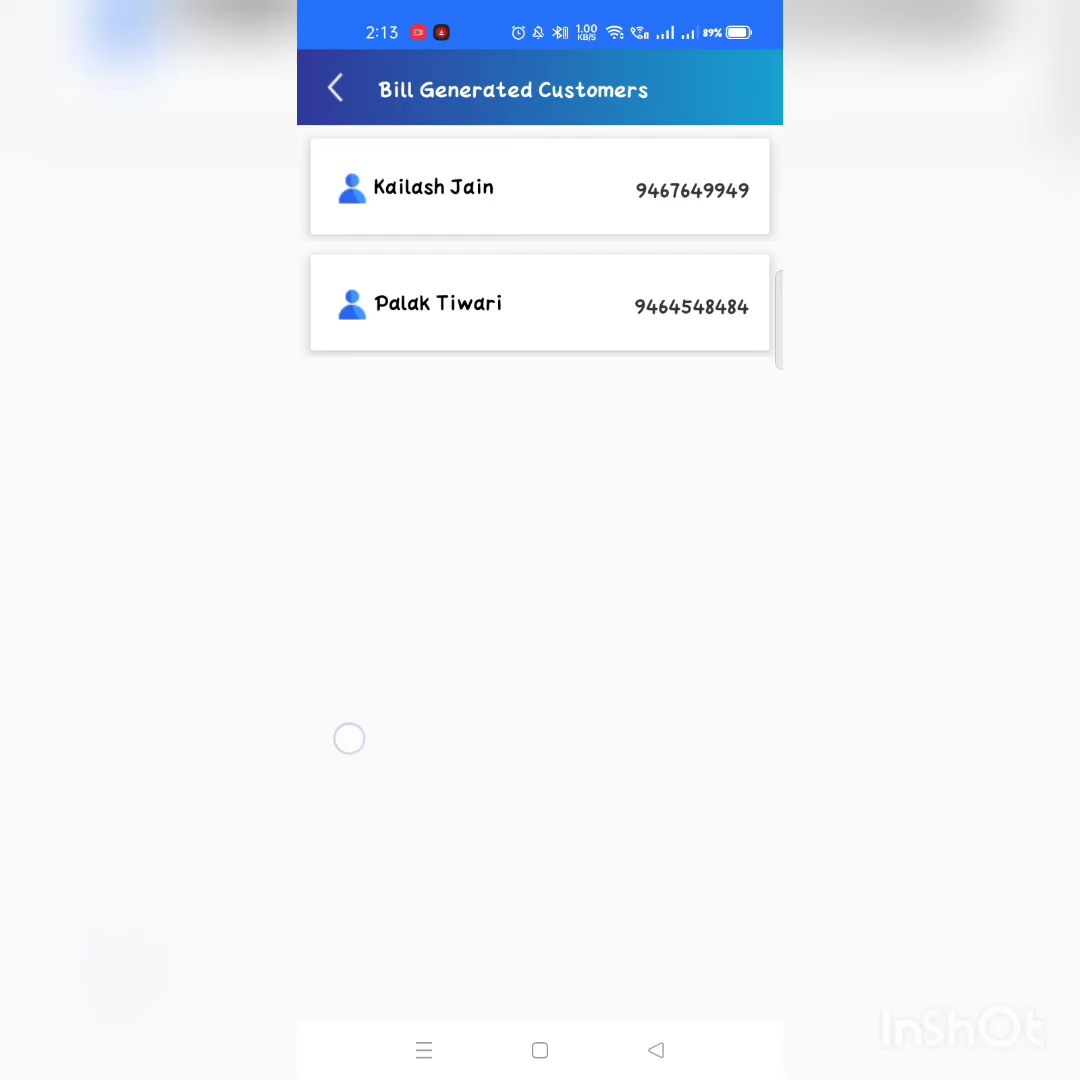 2:13 1.00 KB/S 89%
Bill Generated Customers
Kailash Jain 9467649949
Palak Tiwari 9464548484
InShOt